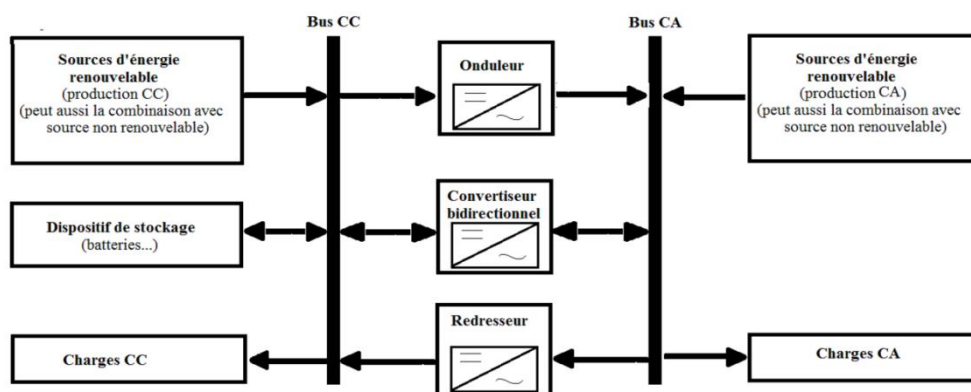 Bus CC
Bus CA
Sources d'énergie
renouvelable
(production CC)
(peut aussi la combinaison avec
source non renouvelable)
Onduleur
Sources d'énergie
renouvelable
(production CA)
(peut aussi la combinaison avec
source non renouvelable)
Dispositif de stockage
(batteries...)
Convertiseur
bidirectionnel
Redresseur
Charges CC
Charges CA